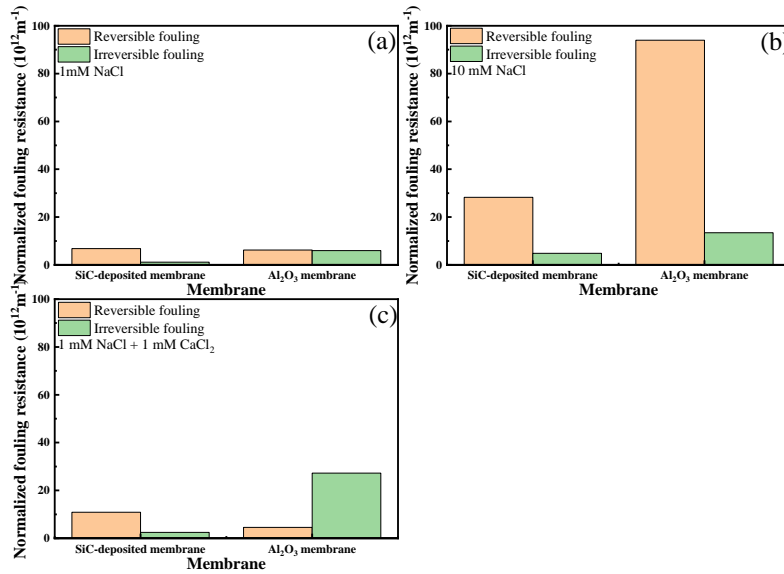 Normalized fouling resistance (10¹²m⁻¹)
100
80
60
40
20
0
Reversible fouling
Irreversible fouling
1mM NaCl
(a)
SiC-deposited membrane
Al₂O₃ membrane
Membrane
Normalized fouling resistance (10¹²m⁻¹)
100
80
60
40
20
0
Reversible fouling
Irreversible fouling
10 mM NaCl
(b)
SiC-deposited membrane
Al₂O₃ membrane
Membrane
Normalized fouling resistance (10¹²m⁻¹)
100
80
60
40
20
0
Reversible fouling
Irreversible fouling
1 mM NaCl + 1 mM CaCl₂
(c)
SiC-deposited membrane
Al₂O₃ membrane
Membrane